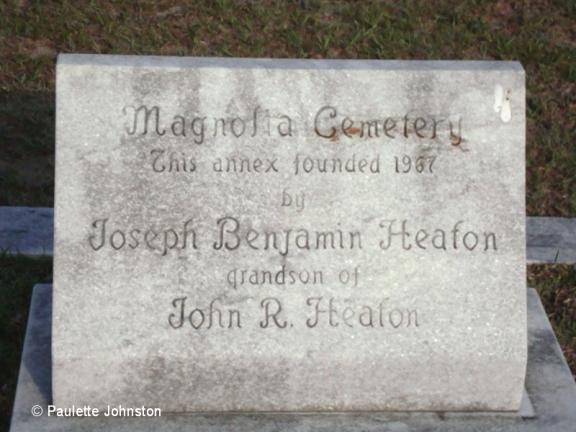 Magnolia Cemetery
This annex founded 1967
by
Joseph Benjamin Heaton
grandson of
John R. Heaton
© Paulette Johnston